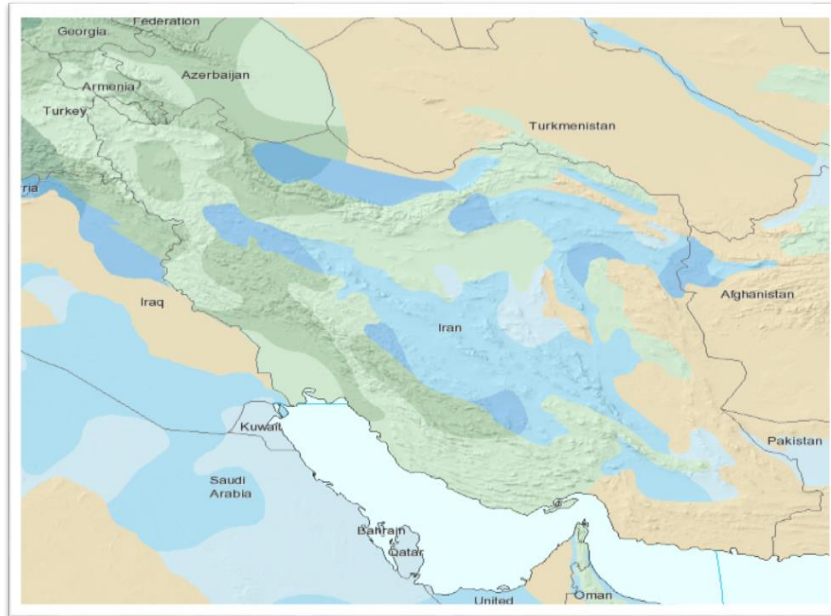 Federation
Georgia
Azerbaijan
Armenia
Turkey
Turkmenistan
ria
Afghanistan
Iraq
Iran
Kuwait
Pakistan
Saudi
Arabia
Bahrain
Qatar
United
Oman